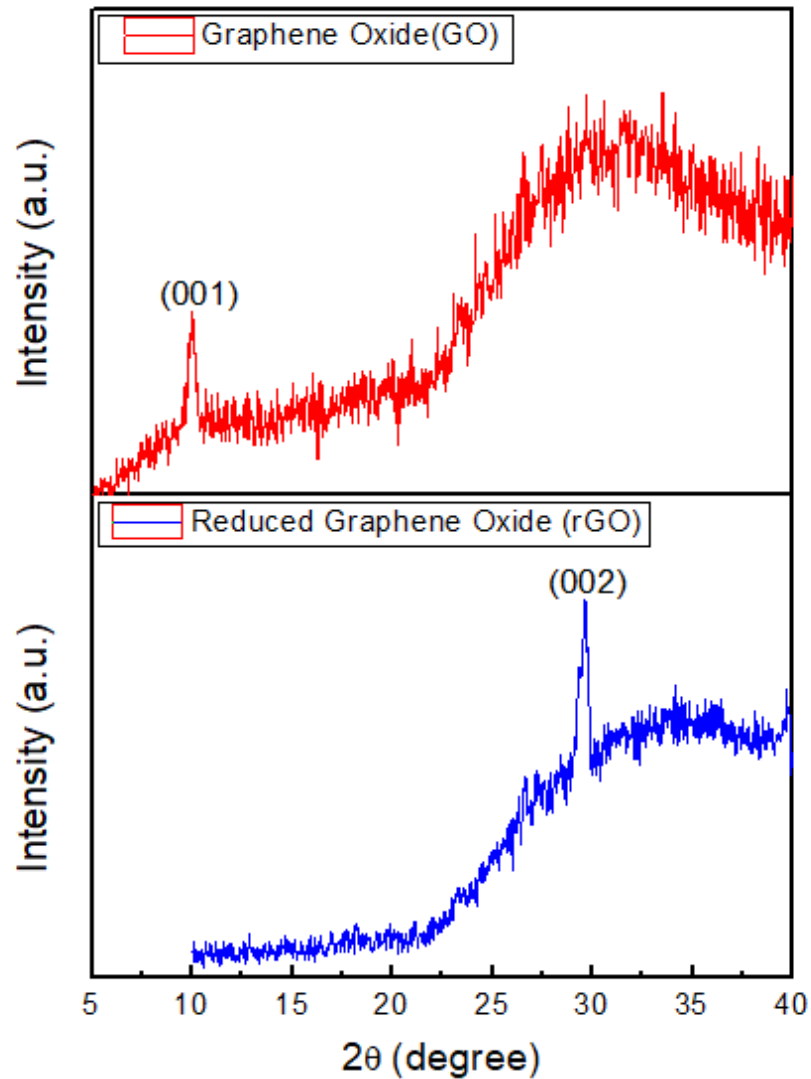 Graphene Oxide(GO)
Intensity (a.u.)
(001)
Reduced Graphene Oxide (rGO)
Intensity (a.u.)
(002)
5 10 15 20 25 30 35 40
2θ (degree)